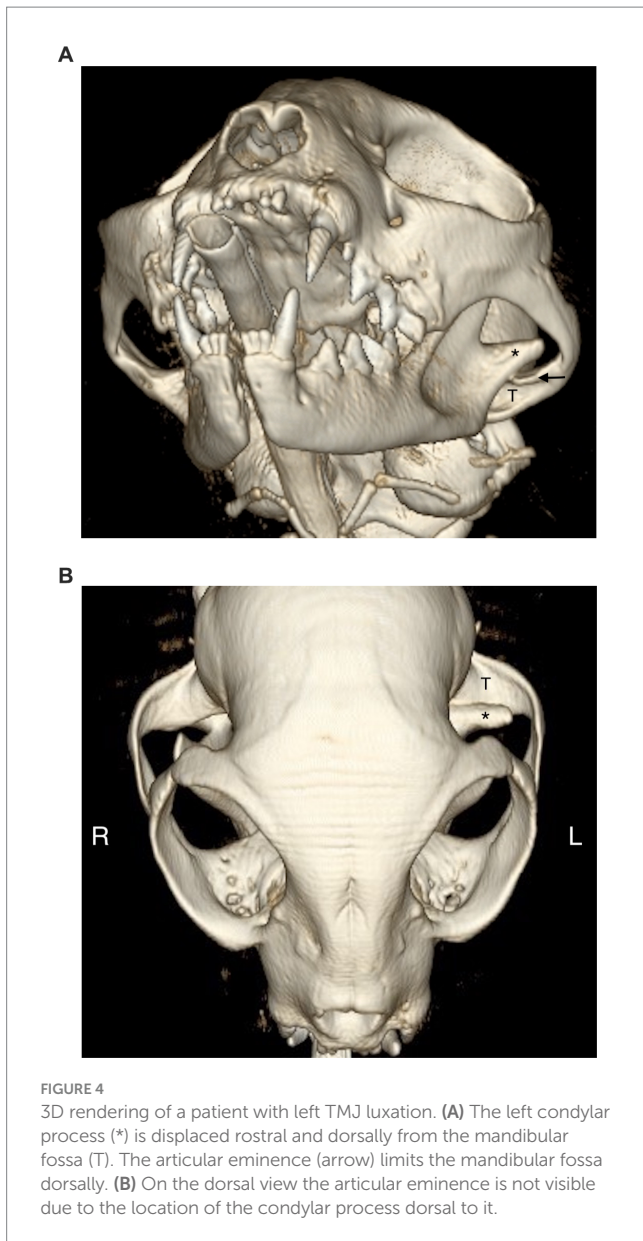 A
*
T
B
T
*
R
L
FIGURE 4
3D rendering of a patient with left TMJ luxation. (A) The left condylar
process (*) is displaced rostral and dorsally from the mandibular
fossa (T). The articular eminence (arrow) limits the mandibular fossa
dorsally. (B) On the dorsal view the articular eminence is not visible
due to the location of the condylar process dorsal to it.